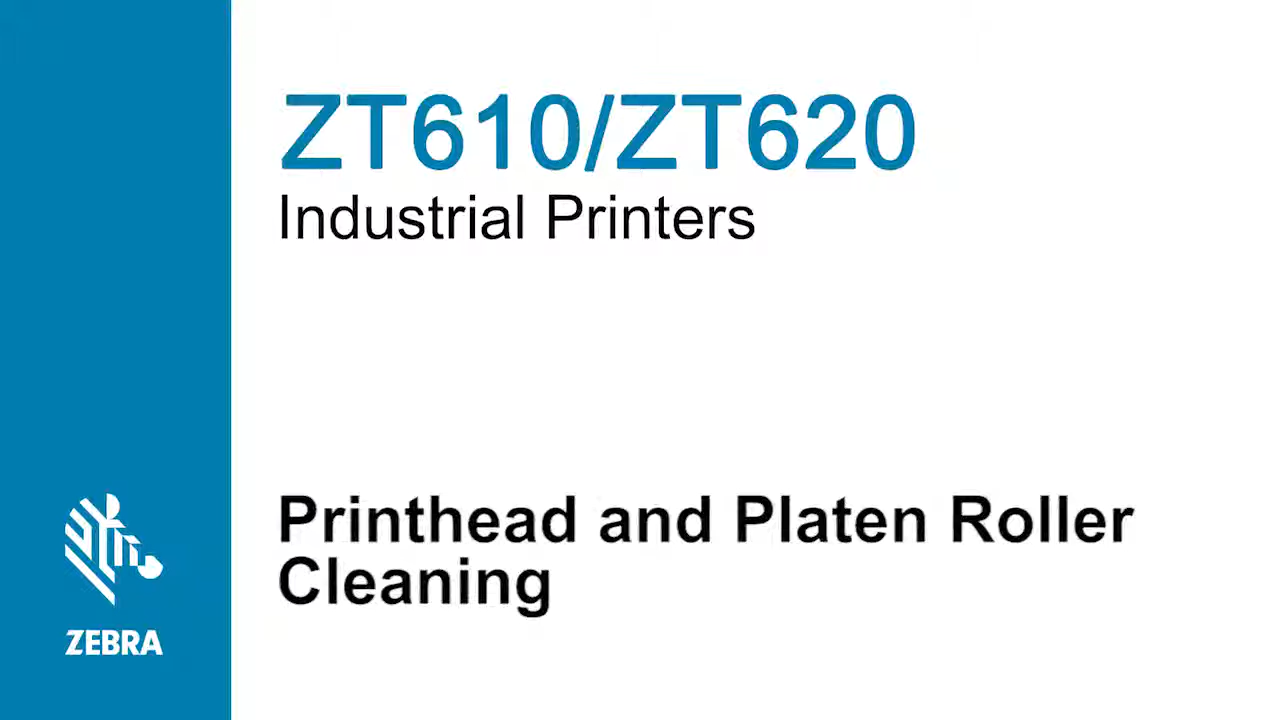 ZT610/ZT620
Industrial Printers
Printhead and Platen Roller
Cleaning
ZEBRA